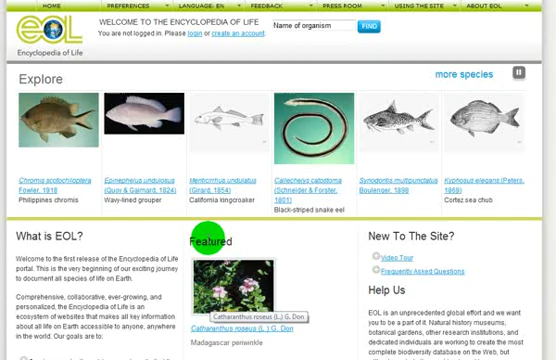 HOME PREFERENCES LANGUAGE: EN FEEDBACK PRESS ROOM USING THE SITE ABOUT EOL
eOL
Encyclopedia of Life
WELCOME TO THE ENCYCLOPEDIA OF LIFE
You are not logged in. Please login or create an account.
Name of organism FIND
Explore
more species
Chromis scotochiloptera
Fowler, 1918
Philippines chromis
Epinephelus undulosus
(Quoy & Gaimard, 1824)
Wavy-lined grouper
Menticirrhus undulatus
(Girard, 1854)
California kingcroaker
Callechelys catostoma
(Schneider & Forster,
1801)
Black-striped snake eel
Synodontis multipunctatus
Boulenger, 1898
Kyphosus elegans (Peters,
1869)
Cortez sea chub
What is EOL?
Welcome to the first release of the Encyclopedia of Life
portal. This is the very beginning of our exciting journey
to document all species of life on Earth.
Comprehensive, collaborative, ever-growing, and
personalized, the Encyclopedia of Life is an
ecosystem of websites that makes all key information
about all life on Earth accessible to anyone, anywhere
in the world. Our goals are to:
Featured
Catharanthus roseus (L.) G. Don
Catharanthus roseus (L.) G. Don
Madagascar periwinkle
New To The Site?
Video Tour
Frequently Asked Questions
Help Us
EOL is an unprecedented global effort and we want
you to be a part of it. Natural history museums,
botanical gardens, other research institutions, and
dedicated individuals are working to create the most
complete biodiversity database on the Web, but